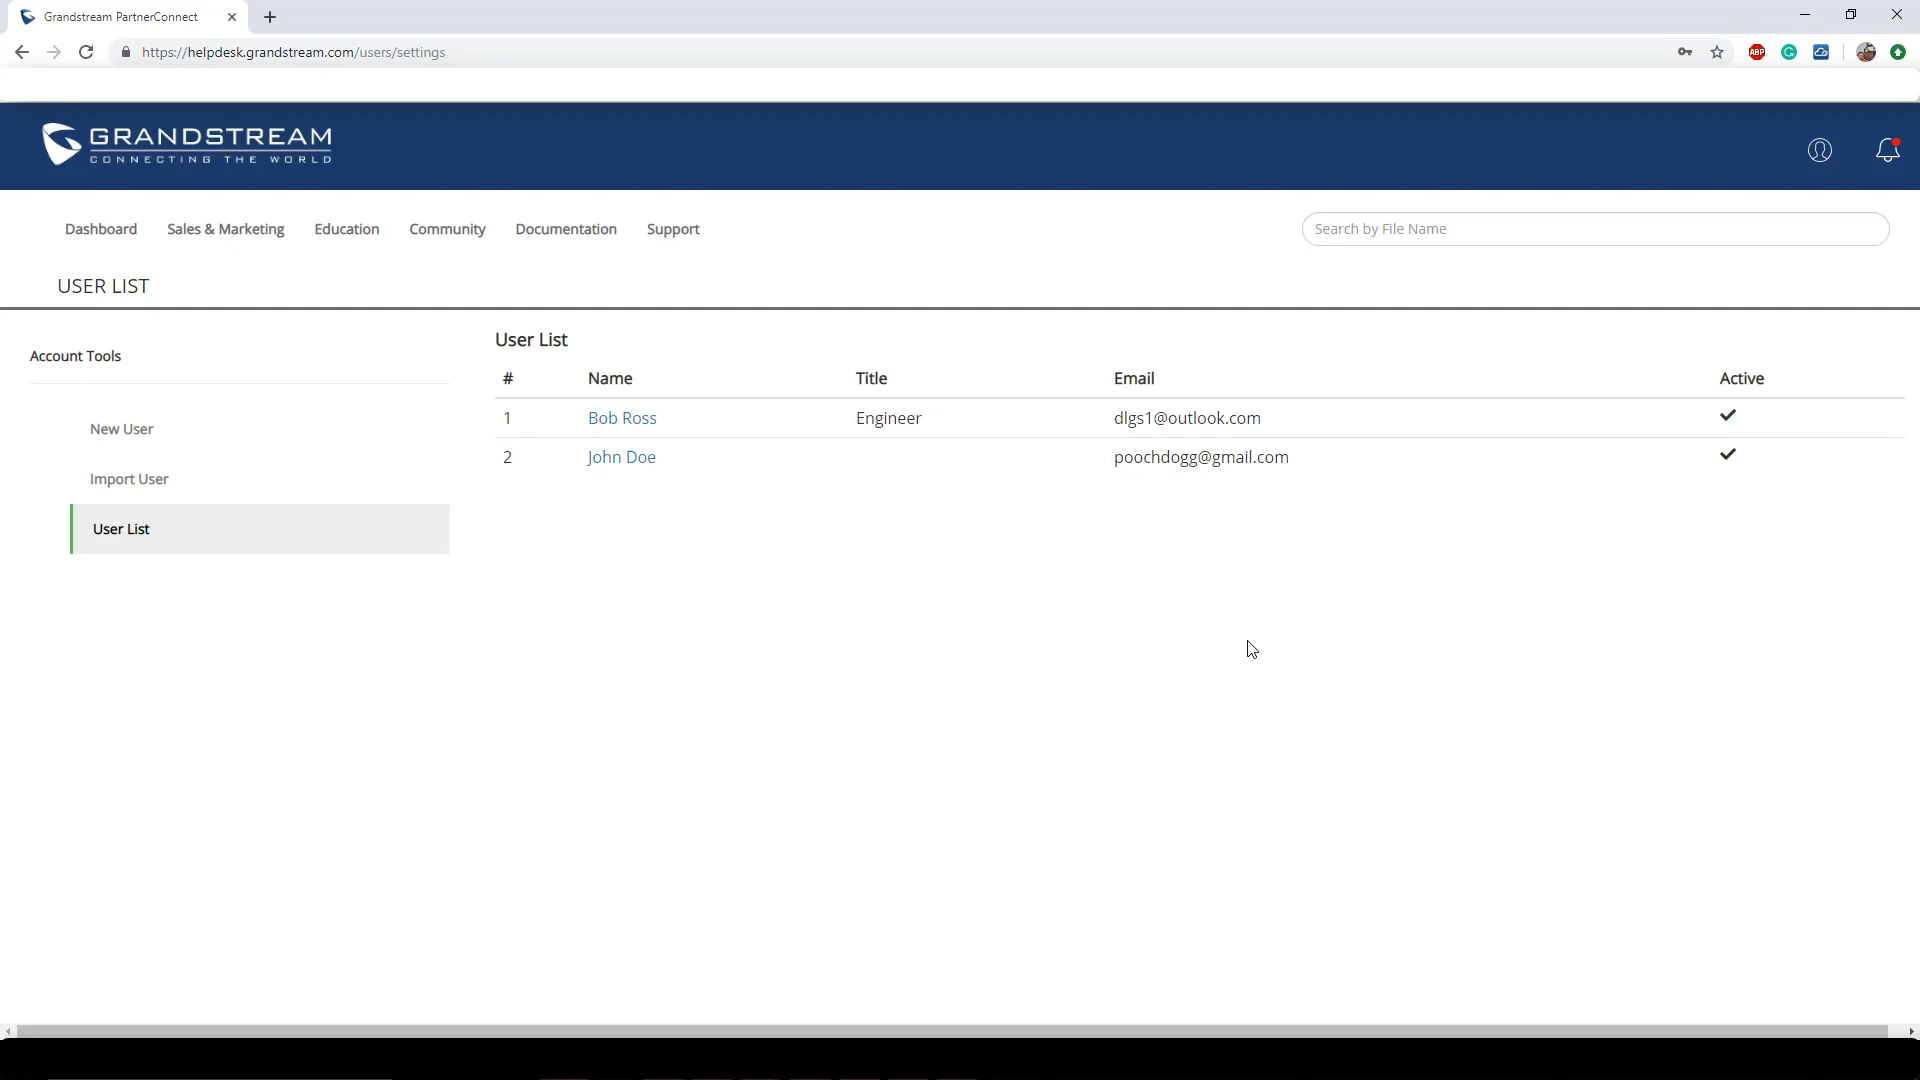 Grandstream PartnerConnect
https://helpdesk.grandstream.com/users/settings
ABP
GRANDSTREAM
CONNECTING THE WORLD
Dashboard Sales & Marketing Education Community Documentation Support Search by File Name
USER LIST
Account Tools
New User
Import User
User List
User List
# Name Title Email Active
1 Bob Ross Engineer dlgs1@outlook.com
2 John Doe poochdogg@gmail.com